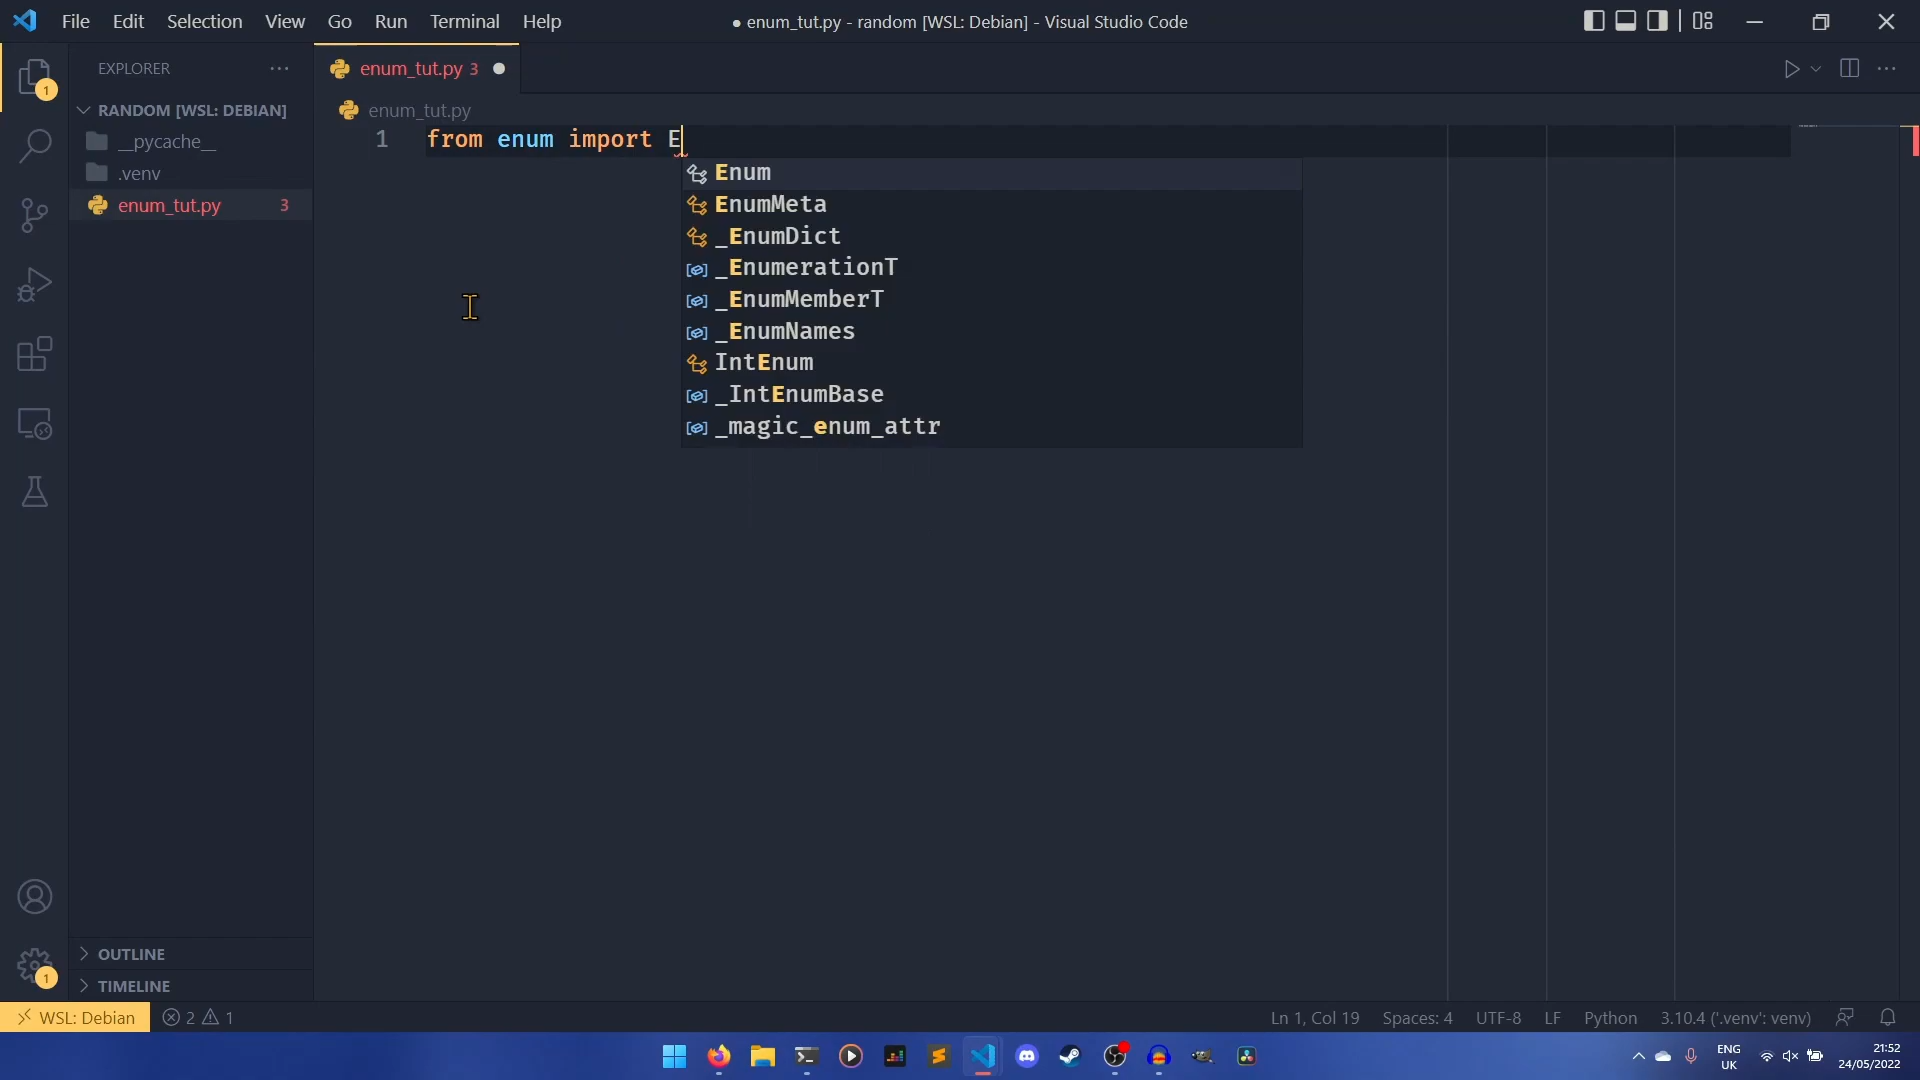 File Edit Selection View Go Run Terminal Help
● enum_tut.py - random [WSL: Debian] - Visual Studio Code
EXPLORER
enum_tut.py 3
1
RANDOM [WSL: DEBIAN]
enum_tut.py
__pycache__
.venv
enum_tut.py 3
1 from enum import E
Enum
EnumMeta
_EnumDict
_EnumerationT
_EnumMemberT
_EnumNames
IntEnum
_IntEnumBase
_magic_enum_attr
OUTLINE
1
TIMELINE
WSL: Debian 2 1
Ln 1, Col 19 Spaces: 4 UTF-8 LF Python 3.10.4 ('.venv': venv)
ENG
UK
21:52
24/05/2022